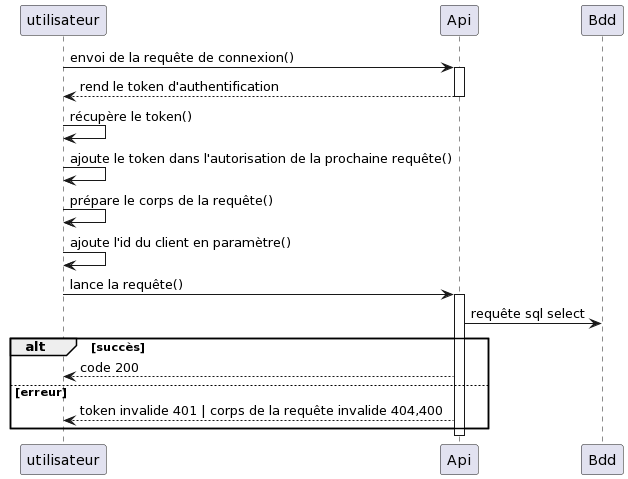 utilisateur
Api
Bdd
envoi de la requête de connexion()
rend le token d'authentification
récupère le token()
ajoute le token dans l'autorisation de la prochaine requête()
prépare le corps de la requête()
ajoute l'id du client en paramètre()
lance la requête()
requête sql select
alt [succès]
code 200
[erreur]
token invalide 401 | corps de la requête invalide 404,400
utilisateur
Api
Bdd